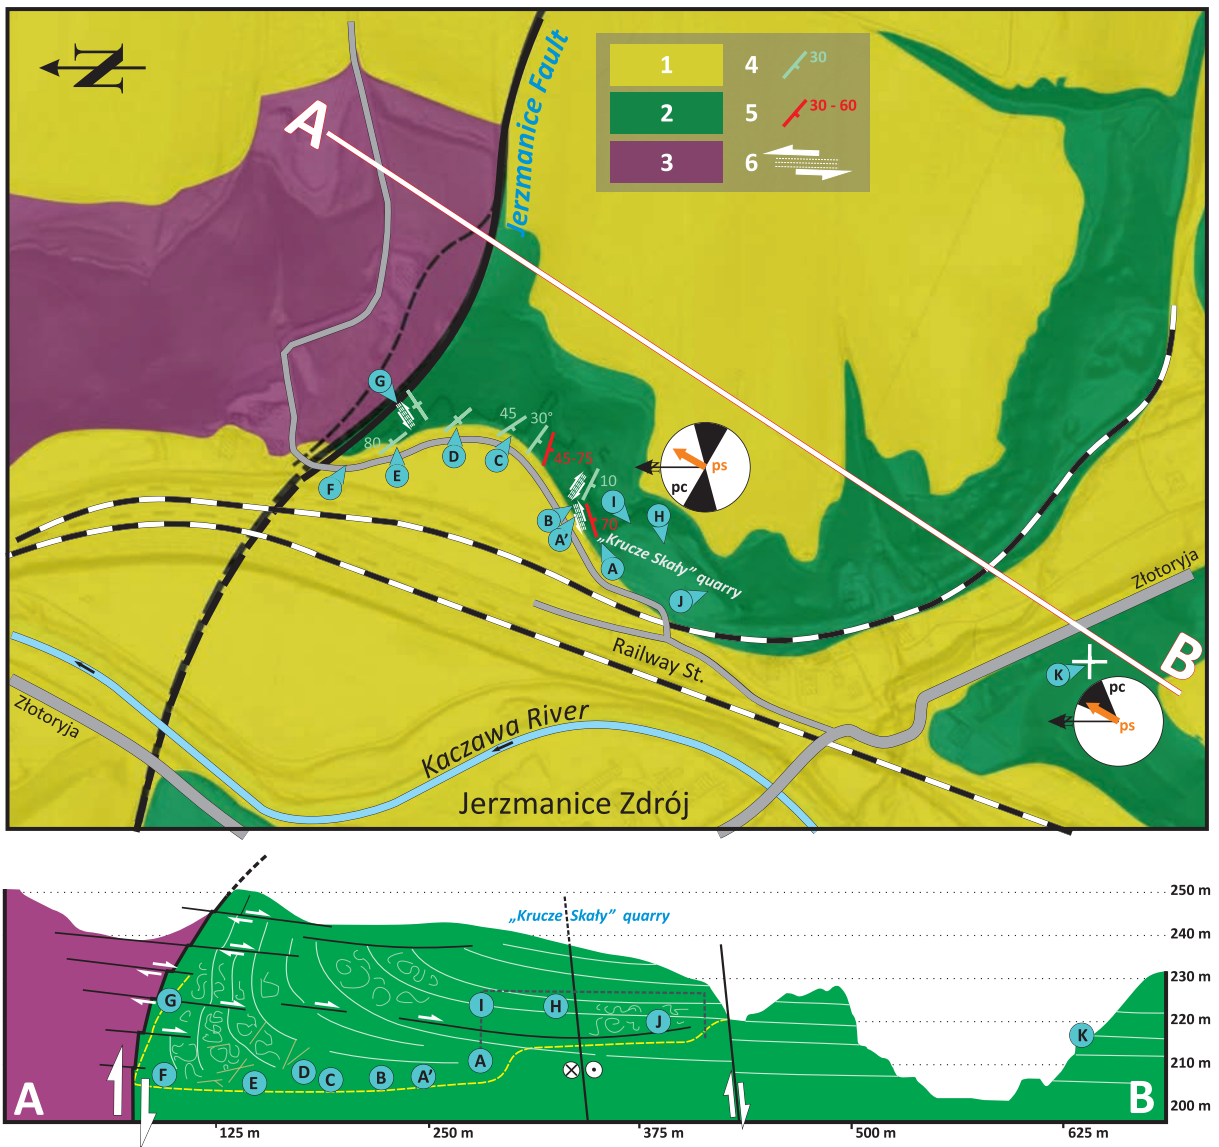 N
A
Jerzmanice Fault
1
4
30
2
5
30 - 60
3
6
G
45
30°
80
D
C
E
F
45-75
10
N
ps
pc
I
H
B
A'
70
„Krucze Skały” quarry
A
J
Złotoryja
Railway St.
B
K
pc
N
ps
Złotoryja
Kaczawa River
Jerzmanice Zdrój
250 m
„Krucze Skały” quarry
240 m
230 m
G
I
H
J
220 m
K
210 m
F
E
D
C
B
A'
A
A
B
200 m
125 m
250 m
375 m
500 m
625 m